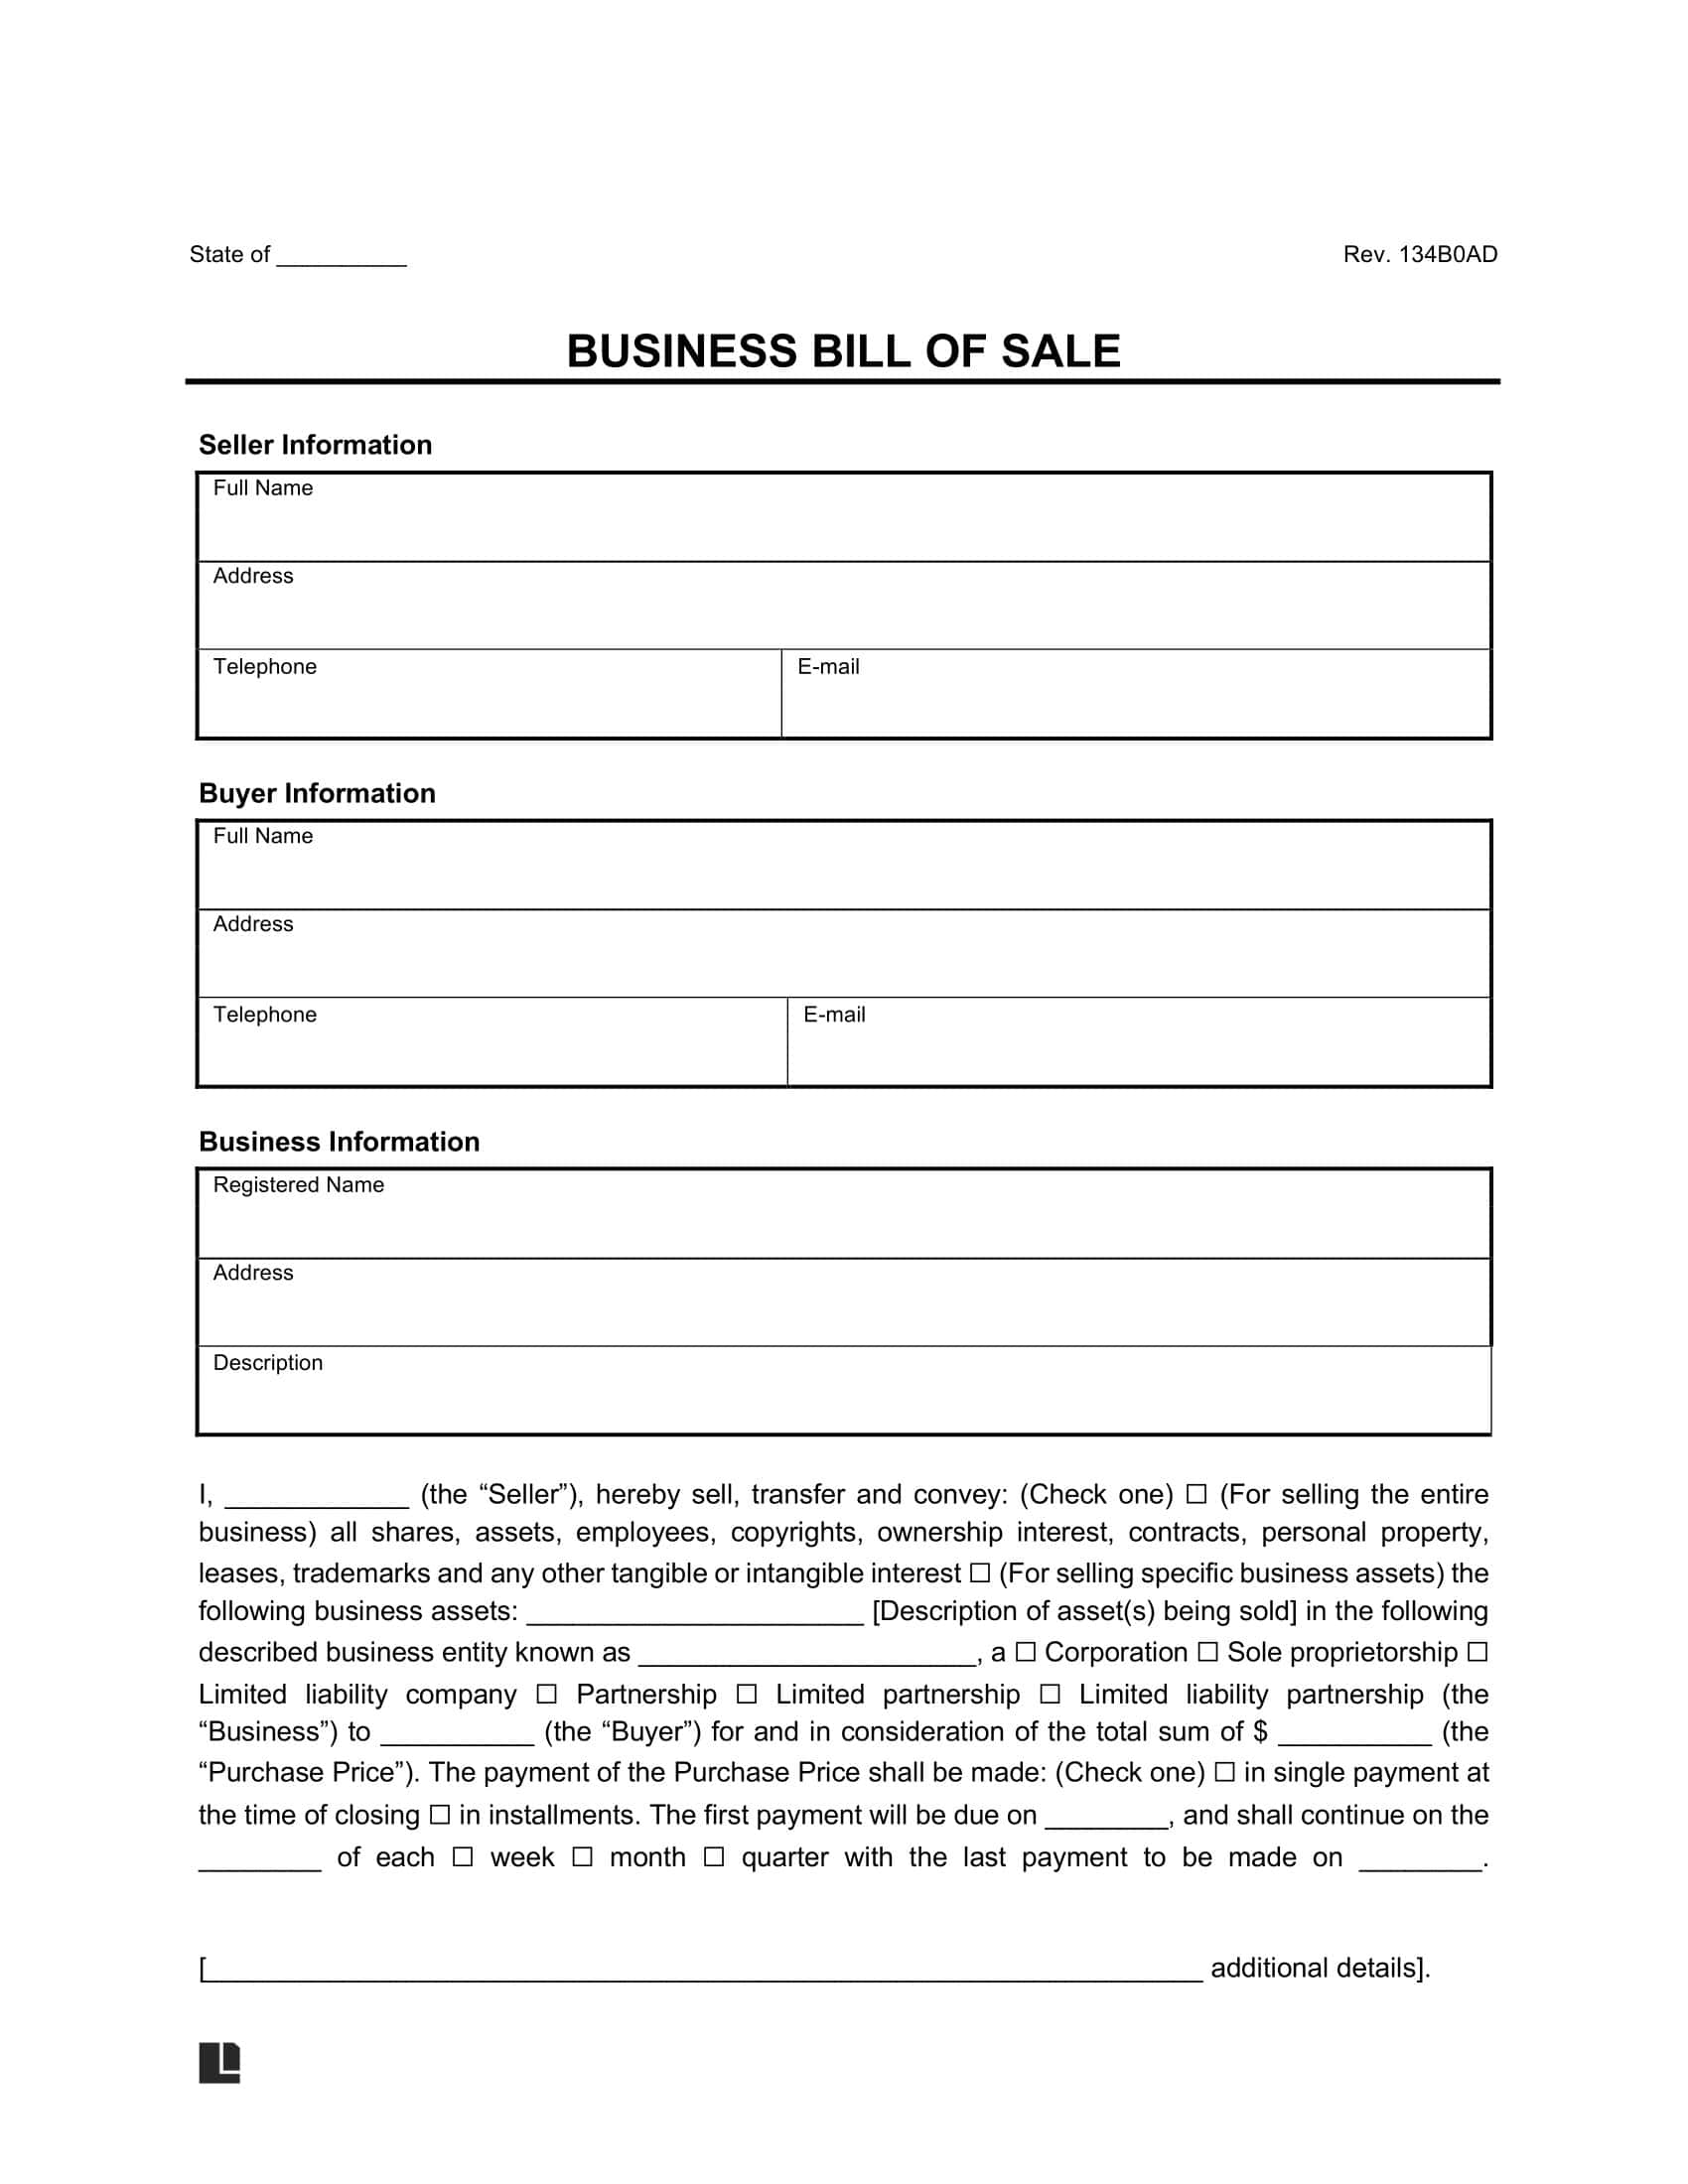 State of __________ Rev. 134B0AD
BUSINESS BILL OF SALE
Seller Information
Full Name
Address
Telephone E-mail
Buyer Information
Full Name
Address
Telephone E-mail
Business Information
Registered Name
Address
Description
I, ____________ (the “Seller”), hereby sell, transfer and convey: (Check one) ☐ (For selling the entire
business) all shares, assets, employees, copyrights, ownership interest, contracts, personal property,
leases, trademarks and any other tangible or intangible interest ☐ (For selling specific business assets) the
following business assets: ______________________ [Description of asset(s) being sold] in the following
described business entity known as ______________________, a ☐ Corporation ☐ Sole proprietorship ☐
Limited liability company ☐ Partnership ☐ Limited partnership ☐ Limited liability partnership (the
“Business”) to __________ (the “Buyer”) for and in consideration of the total sum of $ __________ (the
“Purchase Price”). The payment of the Purchase Price shall be made: (Check one) ☐ in single payment at
the time of closing ☐ in installments. The first payment will be due on ________, and shall continue on the
________ of each ☐ week ☐ month ☐ quarter with the last payment to be made on ________.
[_________________________________________________________________ additional details].